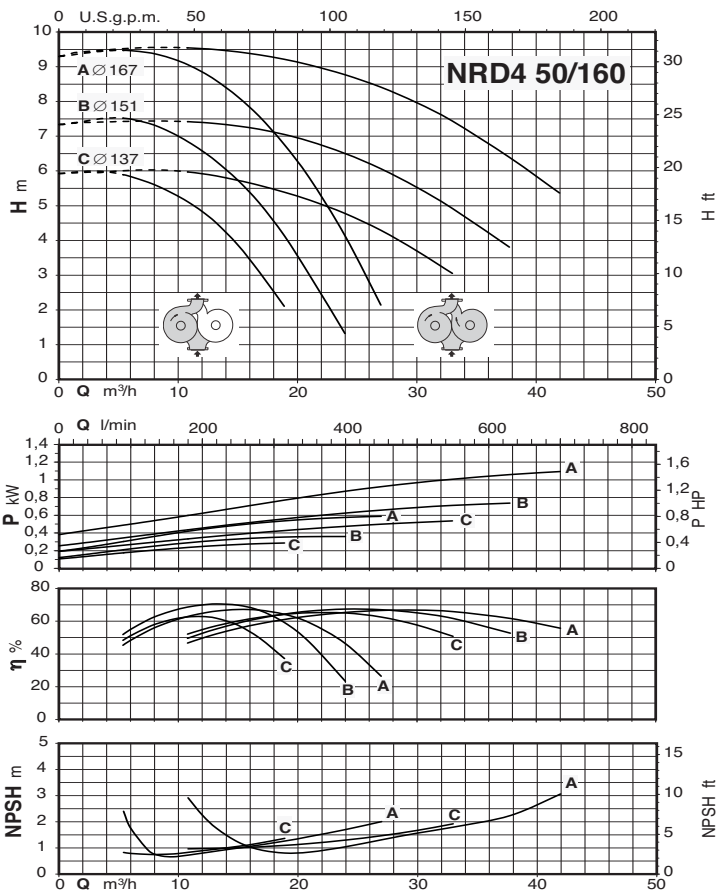 0 U.S.g.p.m. 50 100 150 200
10
9
8
7
6
5
4
3
2
1
0
H m
A ∅ 167
B ∅ 151
C ∅ 137
NRD4 50/160
30
25
20
15
10
5
0
H ft
0 Q m³/h 10 20 30 40 50
0 Q l/min 200 400 600 800
1,4
1,2
1
0,8
0,6
0,4
0,2
0
P kW
A
B
A
C
B
C
1,6
1,2
0,8
0,4
0
P HP
80
60
40
20
0
η %
A
B
C
C
B
A
5
4
3
2
1
0
NPSH m
A
A
C
C
15
10
5
0
NPSH ft
0 Q m³/h 10 20 30 40 50